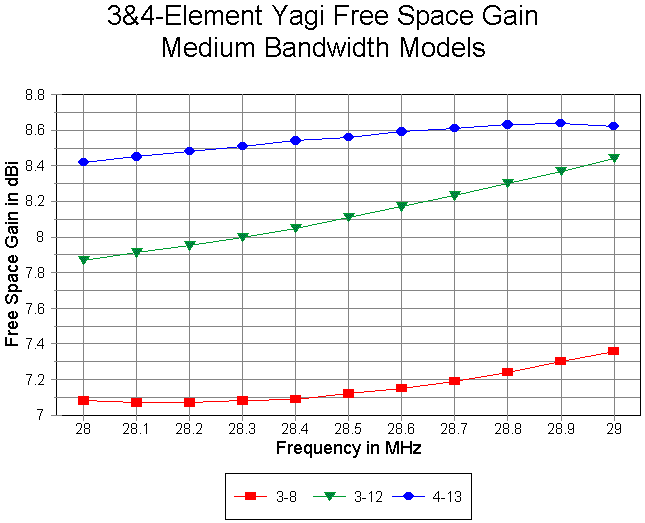 3&4-Element Yagi Free Space Gain
Medium Bandwidth Models
Free Space Gain in dBi
8.8
8.6
8.4
8.2
8
7.8
7.6
7.4
7.2
7
28 28.1 28.2 28.3 28.4 28.5 28.6 28.7 28.8 28.9 29
Frequency in MHz
3-8 3-12 4-13